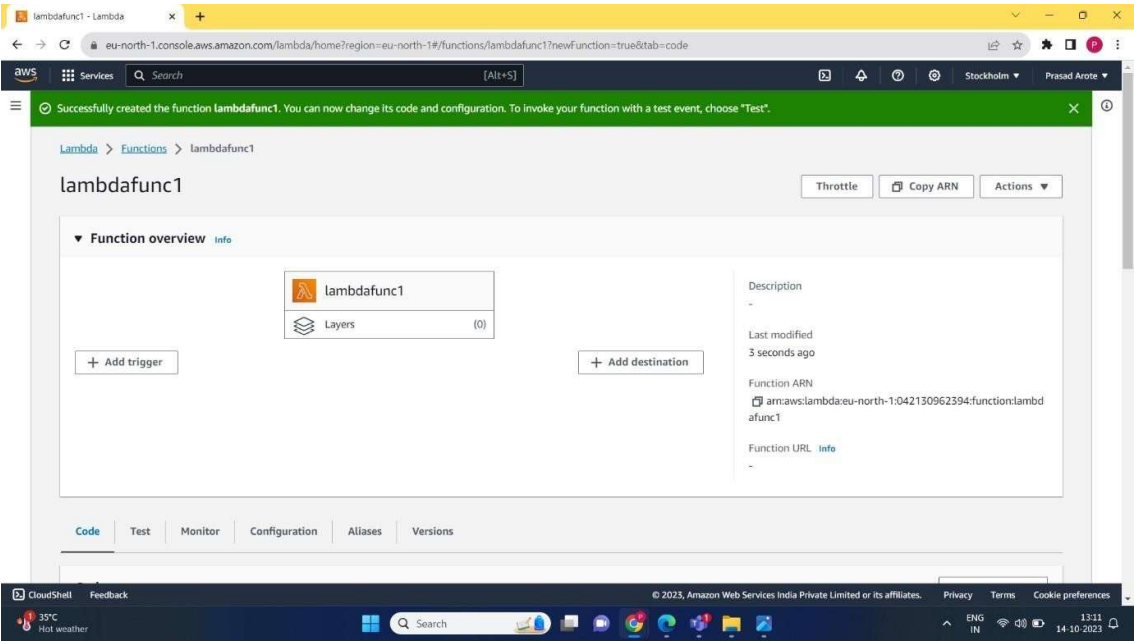 lambdafunc1 - Lambda
eu-north-1.console.aws.amazon.com/lambda/home?region=eu-north-1#/functions/lambdafunc1?newFunction=true&tab=code
P
aws Services Search [Alt+S] Stockholm ▼ Prasad Arote ▼
Successfully created the function lambdafunc1. You can now change its code and configuration. To invoke your function with a test event, choose "Test".
Lambda > Functions > lambdafunc1
lambdafunc1
Throttle Copy ARN Actions ▼
▼ Function overview Info
lambdafunc1
Layers (0)
+ Add trigger
+ Add destination
Description
-
Last modified
3 seconds ago
Function ARN
arn:aws:lambda:eu-north-1:042130962394:function:lambd
afunc1
Function URL Info
-
Code Test Monitor Configuration Aliases Versions
CloudShell Feedback © 2023, Amazon Web Services India Private Limited or its affiliates. Privacy Terms Cookie preferences
35°C
Hot weather
Search
ENG
IN
13:11
14-10-2023